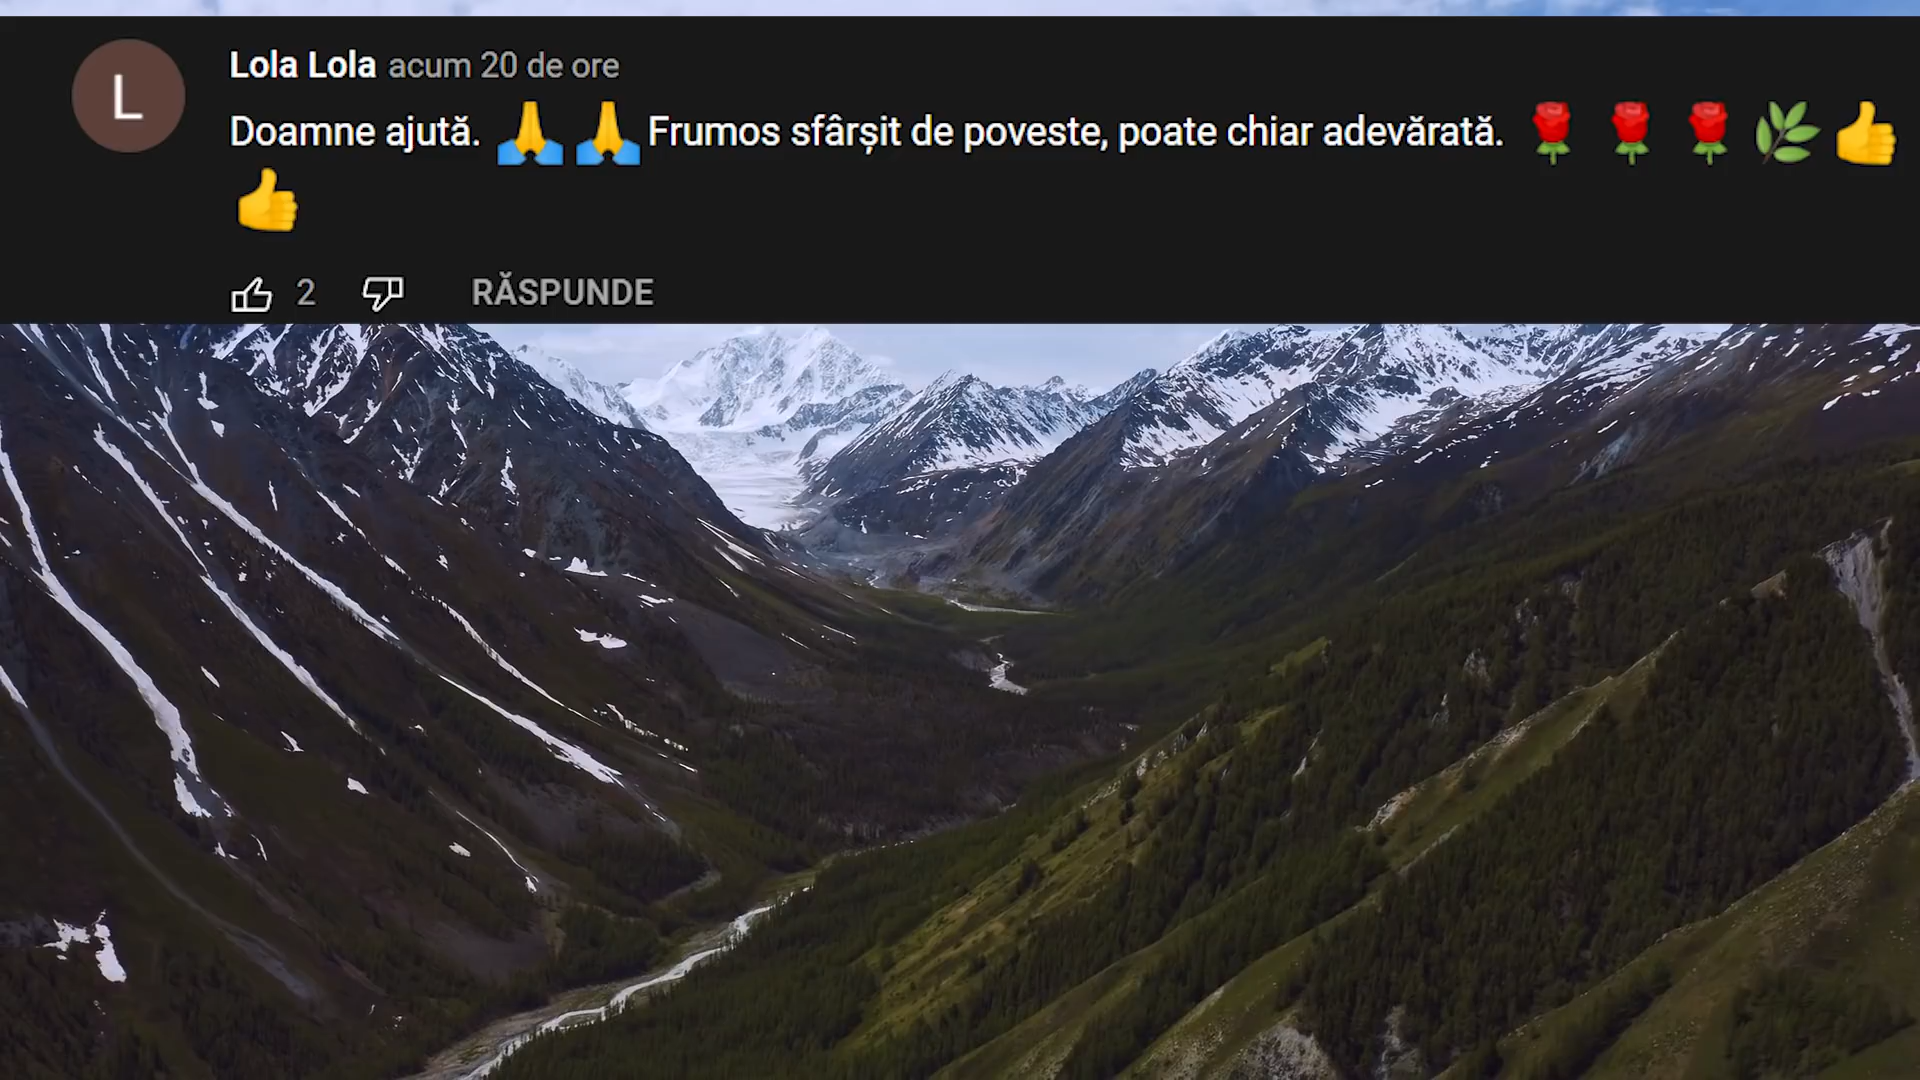 L
Lola Lola acum 20 de ore
Doamne ajută. 🙏🙏 Frumos sfârșit de poveste, poate chiar adevărată. 🌹🌹🌹🌿👍
👍
2 RĂSPUNDE